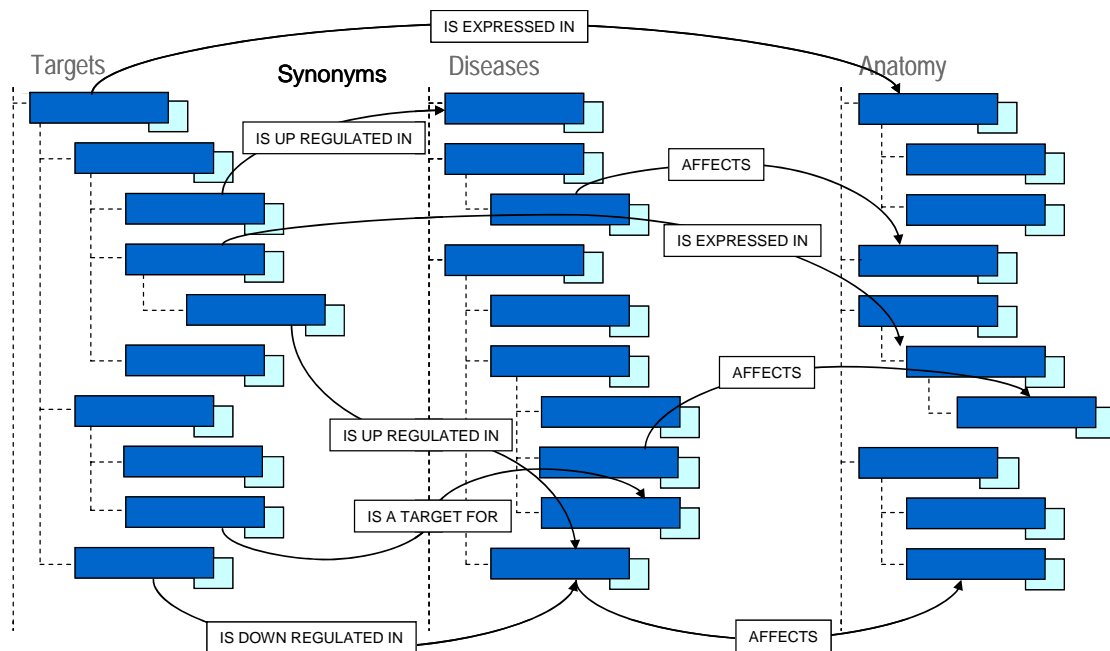 IS EXPRESSED IN
Targets
Synonyms
Diseases
Anatomy
IS UP REGULATED IN
AFFECTS
IS EXPRESSED IN
AFFECTS
IS UP REGULATED IN
IS A TARGET FOR
IS DOWN REGULATED IN
AFFECTS